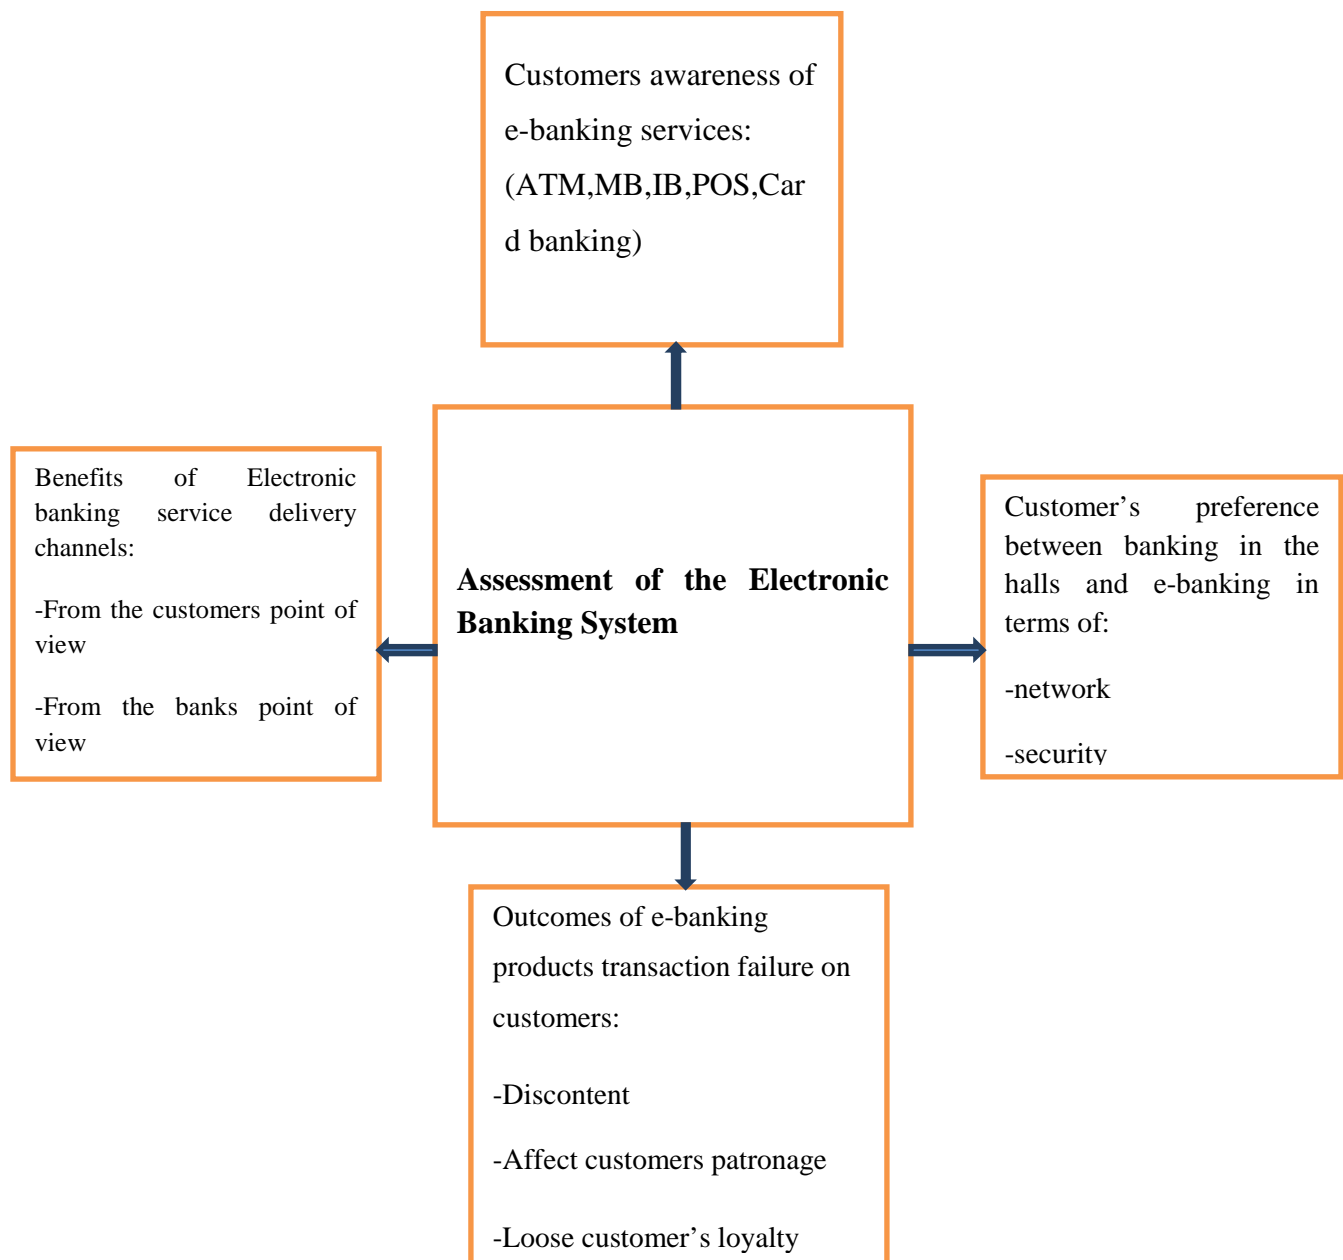 Customers awareness of
e-banking services:
(ATM,MB,IB,POS,Car
d banking)
Benefits of Electronic
banking service delivery
channels:
-From the customers point of
view
-From the banks point of
view
Assessment of the Electronic
Banking System
Customer’s preference
between banking in the
halls and e-banking in
terms of:
-network
-security
Outcomes of e-banking
products transaction failure on
customers:
-Discontent
-Affect customers patronage
-Loose customer’s loyalty